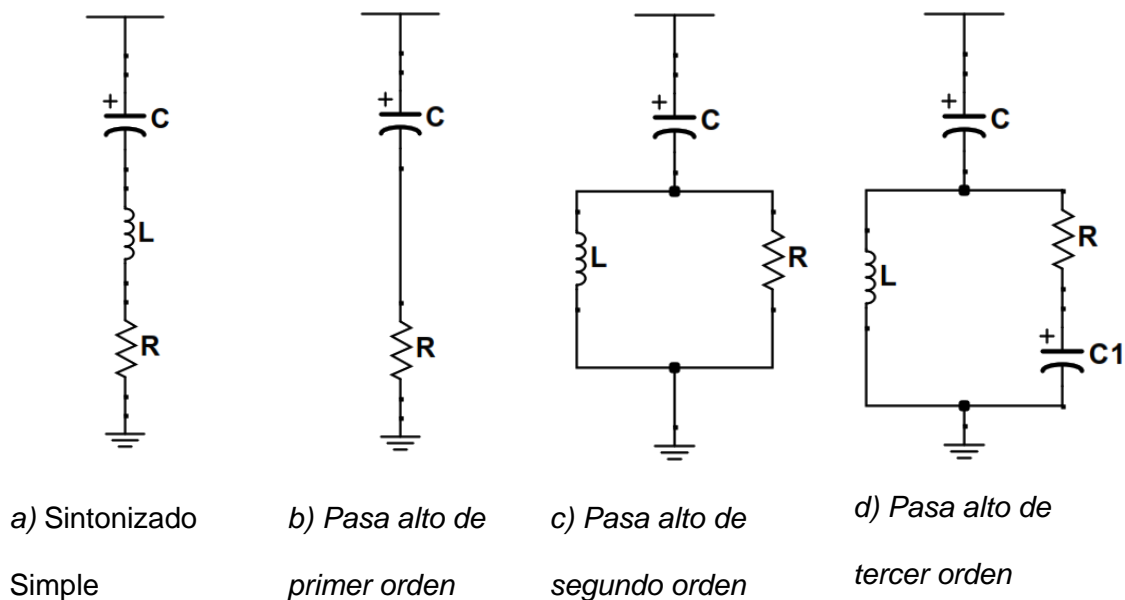 + C
L
R
+ C
R
+ C
L
R
+ C
L
R
+ C1
a) Sintonizado
Simple
b) Pasa alto de
primer orden
c) Pasa alto de
segundo orden
d) Pasa alto de
tercer orden